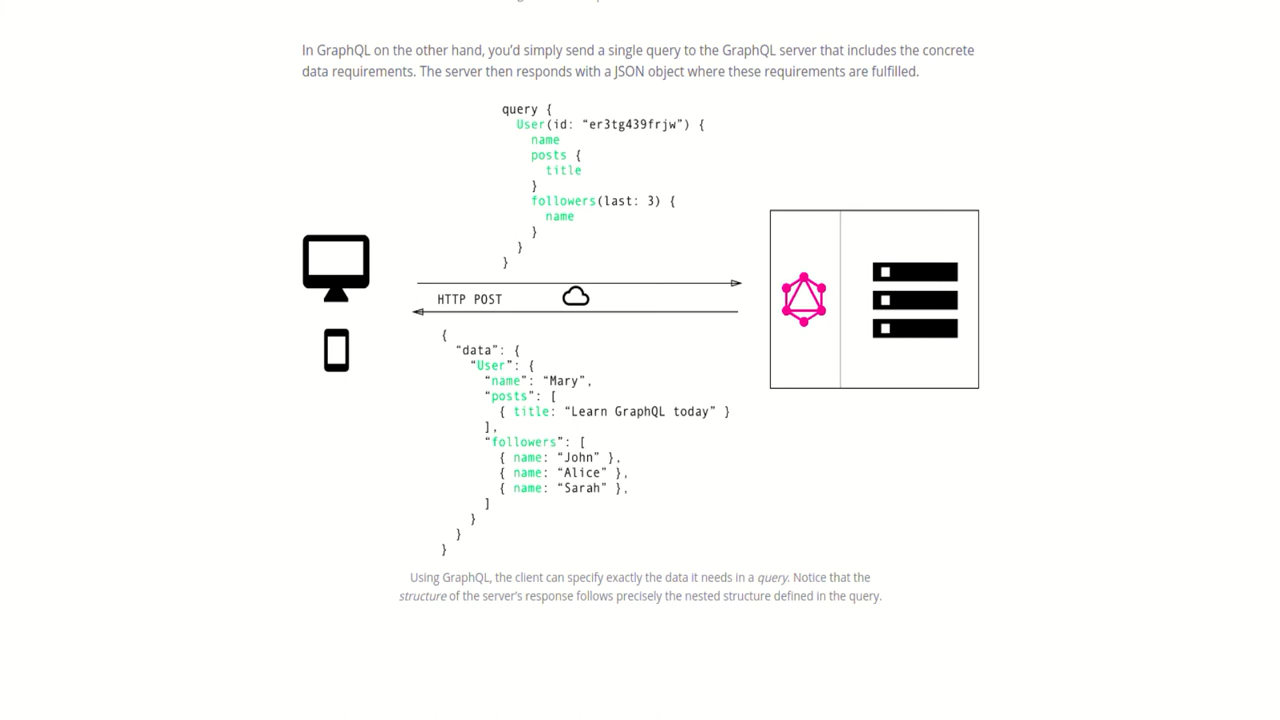 In GraphQL on the other hand, you’d simply send a single query to the GraphQL server that includes the concrete
data requirements. The server then responds with a JSON object where these requirements are fulfilled.
query {
User(id: “er3tg439frjw”) {
name
posts {
title
}
followers(last: 3) {
name
}
}
}
HTTP POST
{
“data”: {
“User”: {
“name”: “Mary”,
“posts”: [
{ title: “Learn GraphQL today” }
],
“followers”: [
{ name: “John” },
{ name: “Alice” },
{ name: “Sarah” },
]
}
}
}
Using GraphQL, the client can specify exactly the data it needs in a query. Notice that the
structure of the server’s response follows precisely the nested structure defined in the query.